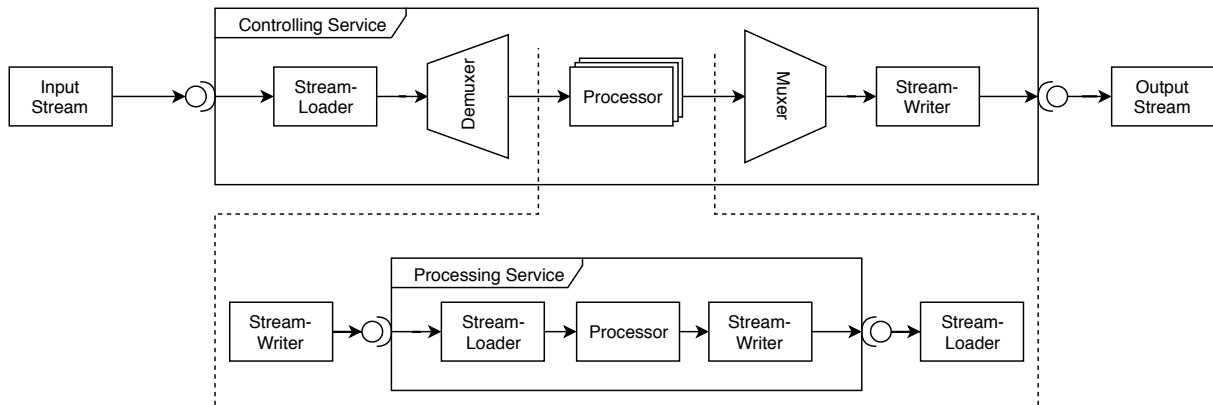 Controlling Service
Input
Stream
Stream-
Loader
Demuxer
Processor
Muxer
Stream-
Writer
Output
Stream
Processing Service
Stream-
Writer
Stream-
Loader
Processor
Stream-
Writer
Stream-
Loader